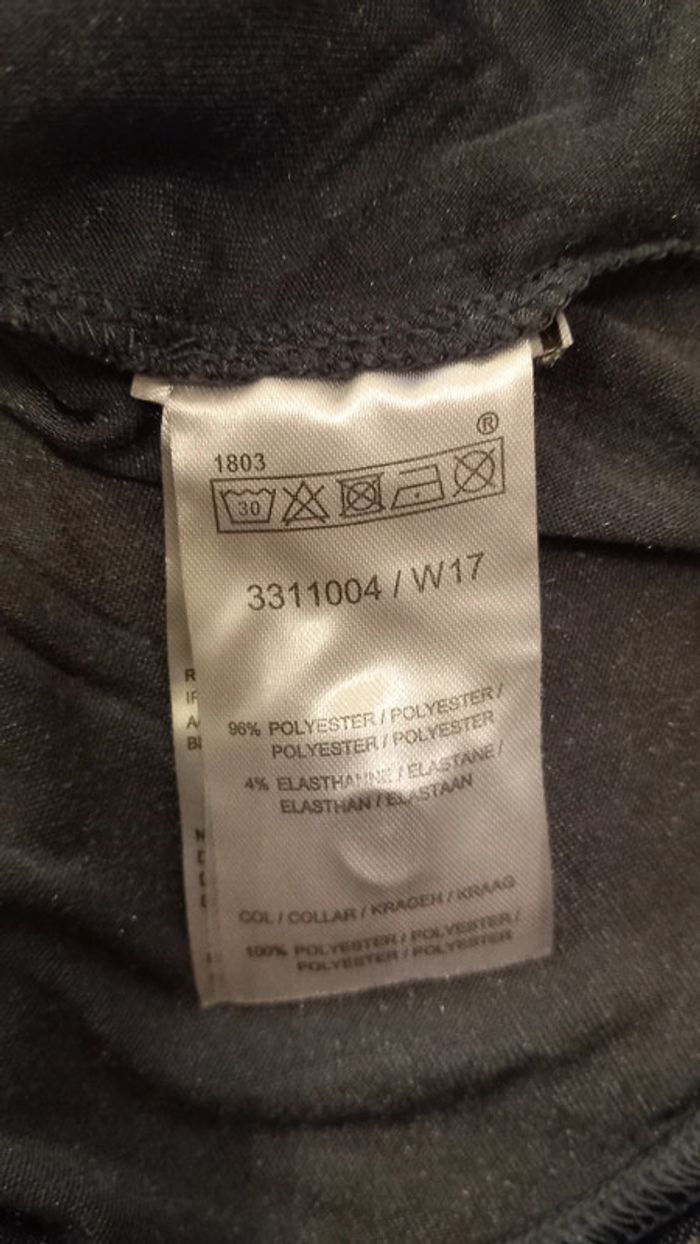 ®
1803
30
3311004 / W17
96% POLYESTER / POLYESTER /
POLYESTER / POLYESTER
4% ELASTHANNE / ELASTANE /
ELASTHAN / ELASTAAN
COL / COLLAR / KRAGEN / KRAAG
100% POLYESTER / POLYESTER /
POLYESTER / POLYESTER